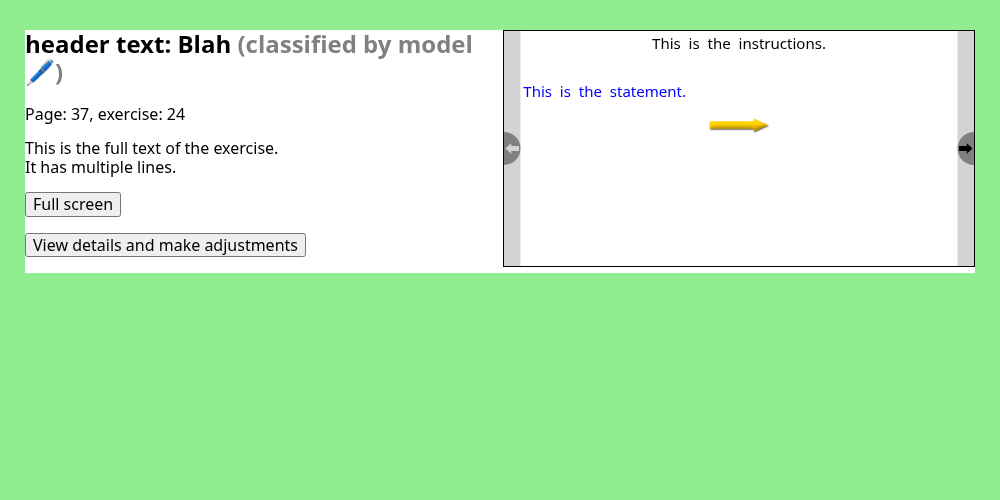 header text: Blah (classified by model
🖊️)
Page: 37, exercise: 24
This is the full text of the exercise.
It has multiple lines.
Full screen
View details and make adjustments
This is the instructions.
This is the statement.